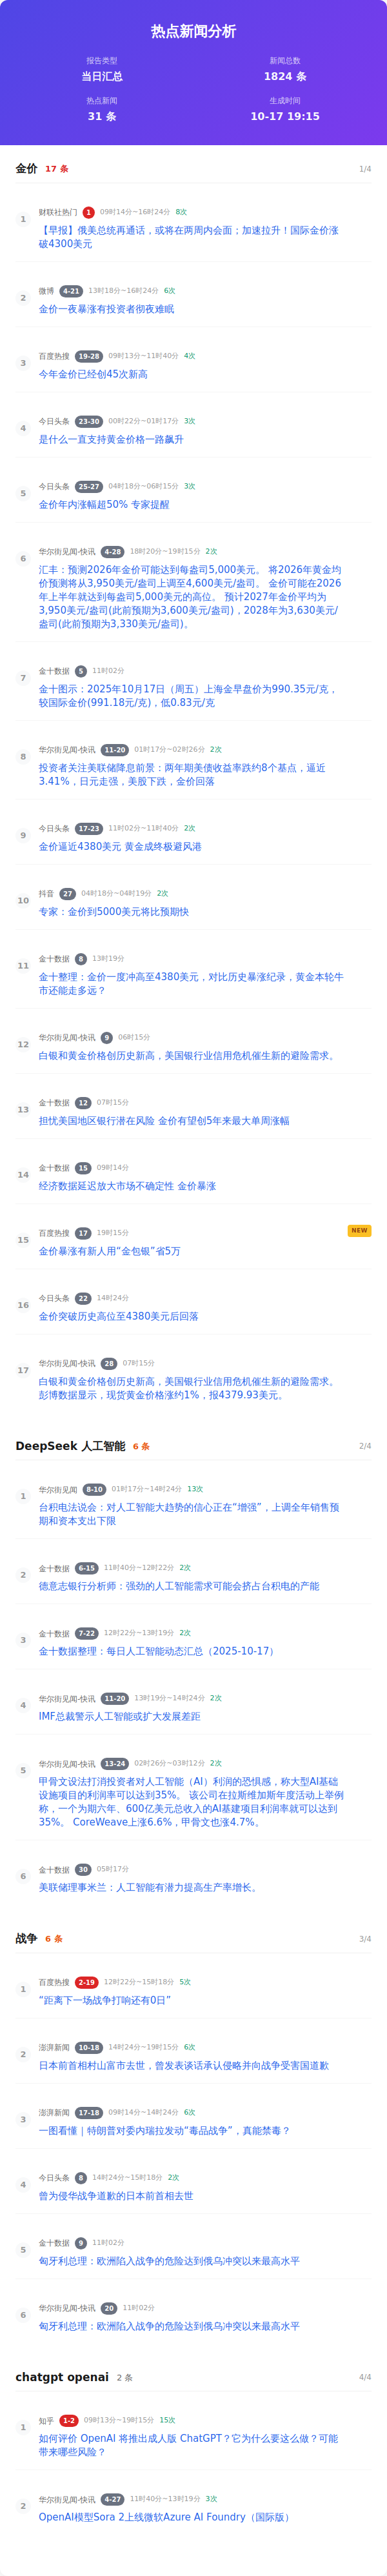 热点新闻分析
报告类型
新闻总数
当日汇总
1824 条
热点新闻
生成时间
31 条
10-17 19:15
金价 17 条 1/4
1
财联社热门 1 09时14分~16时24分 8次
【早报】俄美总统再通话，或将在两周内会面；加速拉升！国际金价涨
破4300美元
2
微博 4-21 13时18分~16时24分 6次
金价一夜暴涨有投资者彻夜难眠
3
百度热搜 19-28 09时13分~11时40分 4次
今年金价已经创45次新高
4
今日头条 23-30 00时22分~01时17分 3次
是什么一直支持黄金价格一路飙升
5
今日头条 25-27 04时18分~06时15分 3次
金价年内涨幅超50% 专家提醒
6
华尔街见闻-快讯 4-28 18时20分~19时15分 2次
汇丰：预测2026年金价可能达到每盎司5,000美元。 将2026年黄金均
价预测将从3,950美元/盎司上调至4,600美元/盎司。 金价可能在2026
年上半年就达到每盎司5,000美元的高位。 预计2027年金价平均为
3,950美元/盎司(此前预期为3,600美元/盎司)，2028年为3,630美元/
盎司(此前预期为3,330美元/盎司)。
7
金十数据 5 11时02分
金十图示：2025年10月17日（周五）上海金早盘价为990.35元/克，
较国际金价(991.18元/克)，低0.83元/克
8
华尔街见闻-快讯 11-20 01时17分~02时26分 2次
投资者关注美联储降息前景：两年期美债收益率跌约8个基点，逼近
3.41%，日元走强，美股下跌，金价回落
9
今日头条 17-23 11时02分~11时40分 2次
金价逼近4380美元 黄金成终极避风港
10
抖音 27 04时18分~04时19分 2次
专家：金价到5000美元将比预期快
11
金十数据 8 13时19分
金十整理：金价一度冲高至4380美元，对比历史暴涨纪录，黄金本轮牛
市还能走多远？
12
华尔街见闻-快讯 9 06时15分
白银和黄金价格创历史新高，美国银行业信用危机催生新的避险需求。
13
金十数据 12 07时15分
担忧美国地区银行潜在风险 金价有望创5年来最大单周涨幅
14
金十数据 15 09时14分
经济数据延迟放大市场不确定性 金价暴涨
15
百度热搜 17 19时15分
NEW
金价暴涨有新人用“金包银”省5万
16
今日头条 22 14时24分
金价突破历史高位至4380美元后回落
17
华尔街见闻-快讯 28 07时15分
白银和黄金价格创历史新高，美国银行业信用危机催生新的避险需求。
彭博数据显示，现货黄金价格涨约1%，报4379.93美元。
DeepSeek 人工智能 6 条 2/4
1
华尔街见闻 8-10 01时17分~14时24分 13次
台积电法说会：对人工智能大趋势的信心正在“增强”，上调全年销售预
期和资本支出下限
2
金十数据 6-15 11时40分~12时22分 2次
德意志银行分析师：强劲的人工智能需求可能会挤占台积电的产能
3
金十数据 7-22 12时22分~13时19分 2次
金十数据整理：每日人工智能动态汇总（2025-10-17）
4
华尔街见闻-快讯 11-20 13时19分~14时24分 2次
IMF总裁警示人工智能或扩大发展差距
5
华尔街见闻-快讯 13-24 02时26分~03时12分 2次
甲骨文设法打消投资者对人工智能（AI）利润的恐惧感，称大型AI基础
设施项目的利润率可以达到35%。 该公司在拉斯维加斯年度活动上举例
称，一个为期六年、600亿美元总收入的AI基建项目利润率就可以达到
35%。 CoreWeave上涨6.6%，甲骨文也涨4.7%。
6
金十数据 30 05时17分
美联储理事米兰：人工智能有潜力提高生产率增长。
战争 6 条 3/4
1
百度热搜 2-19 12时22分~15时18分 5次
“距离下一场战争打响还有0日”
2
澎湃新闻 10-18 14时24分~19时15分 6次
日本前首相村山富市去世，曾发表谈话承认侵略并向战争受害国道歉
3
澎湃新闻 17-18 09时14分~14时24分 6次
一图看懂｜特朗普对委内瑞拉发动“毒品战争”，真能禁毒？
4
今日头条 8 14时24分~15时18分 2次
曾为侵华战争道歉的日本前首相去世
5
金十数据 9 11时02分
匈牙利总理：欧洲陷入战争的危险达到俄乌冲突以来最高水平
6
华尔街见闻-快讯 20 11时02分
匈牙利总理：欧洲陷入战争的危险达到俄乌冲突以来最高水平
chatgpt openai 2 条 4/4
1
知乎 1-2 09时13分~19时15分 15次
如何评价 OpenAI 将推出成人版 ChatGPT？它为什么要这么做？可能
带来哪些风险？
2
华尔街见闻-快讯 4-27 11时40分~13时19分 3次
OpenAI模型Sora 2上线微软Azure AI Foundry（国际版）